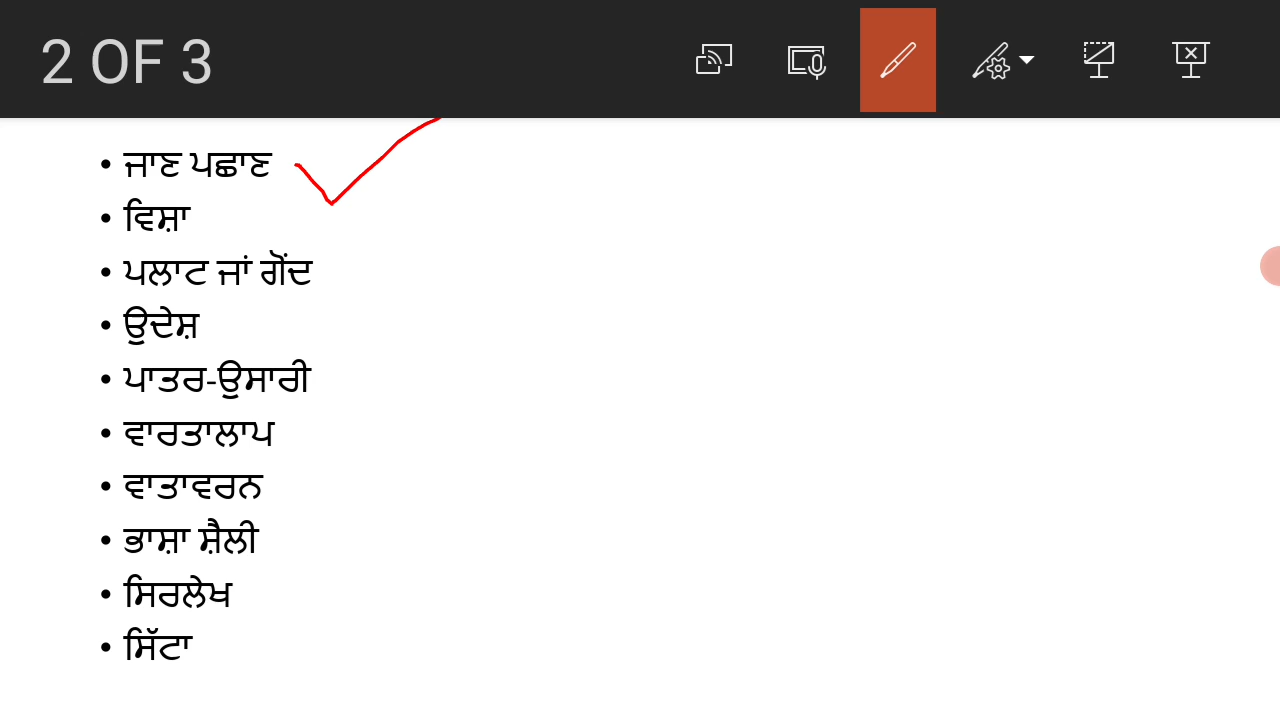 2 OF 3
• ਜਾਣ ਪਛਾਣ
• ਵਿਸ਼ਾ
• ਪਲਾਟ ਜਾਂ ਗੋਂਦ
• ਉਦੇਸ਼
• ਪਾਤਰ-ਉਸਾਰੀ
• ਵਾਰਤਾਲਾਪ
• ਵਾਤਾਵਰਨ
• ਭਾਸ਼ਾ ਸ਼ੈਲੀ
• ਸਿਰਲੇਖ
• ਸਿੱਟਾ